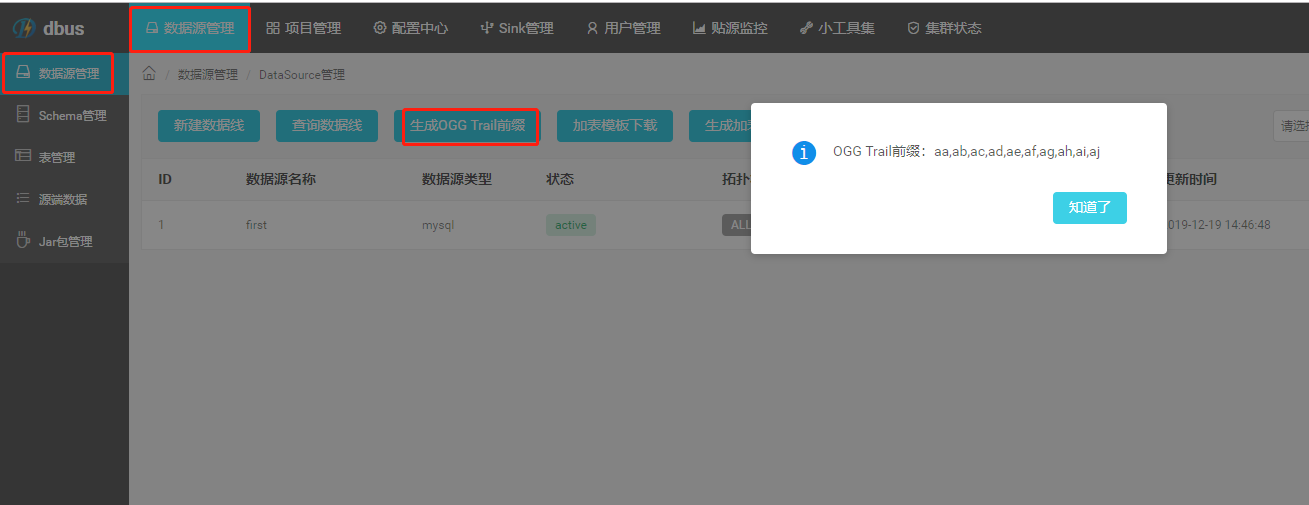 dbus 数据源管理 项目管理 配置中心 Sink管理 用户管理 贴源监控 小工具集 集群状态
数据源管理
Schema管理
表管理
源端数据
Jar包管理
/ 数据源管理 / DataSource管理
新建数据线 查询数据线 生成OGG Trail前缀 加表模板下载 生成加 请选
ID 数据源名称 数据源类型 状态 拓扑 更新时间
1 first mysql active ALL 019-12-19 14:46:48
OGG Trail前缀：aa,ab,ac,ad,ae,af,ag,ah,ai,aj
知道了